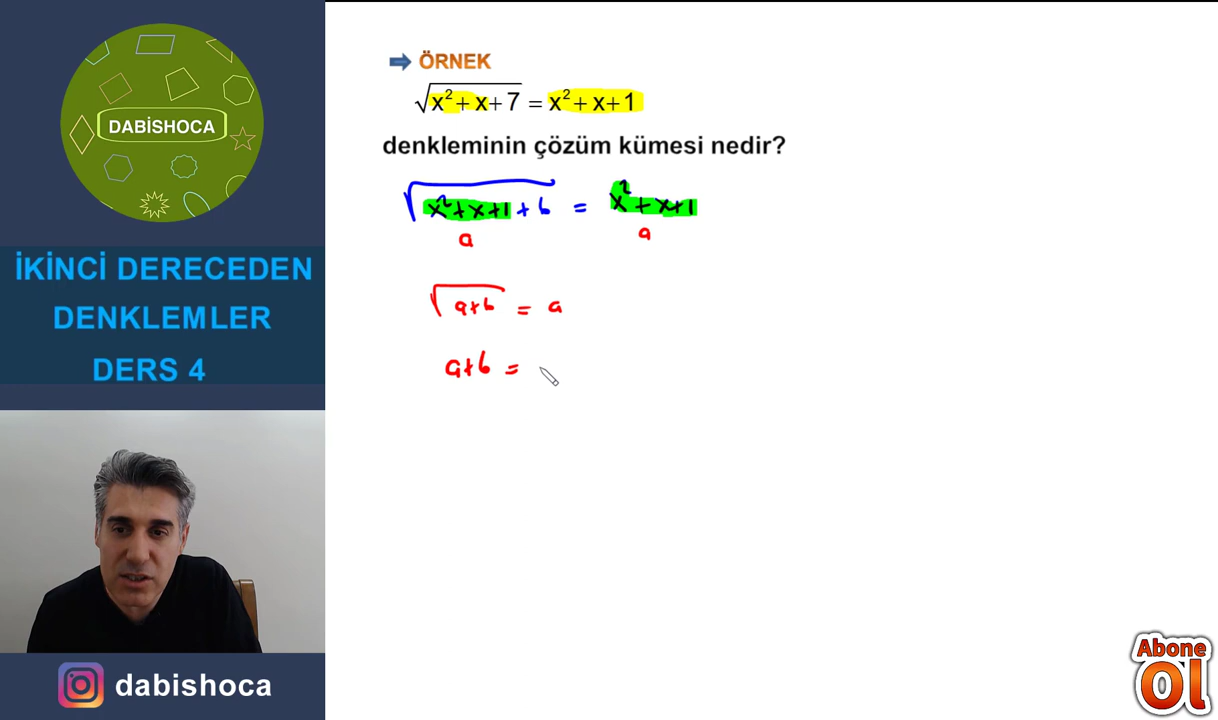 DABİSHOCA
İKİNCİ DERECEDEN
DENKLEMLER
DERS 4
dabishoca
ÖRNEK
√(x²+x+7) = x²+x+1
denkleminin çözüm kümesi nedir?
√(x²+x+1+6) = x²+x+1
a a
√(a+6) = a
a+6 =
Abone
Ol